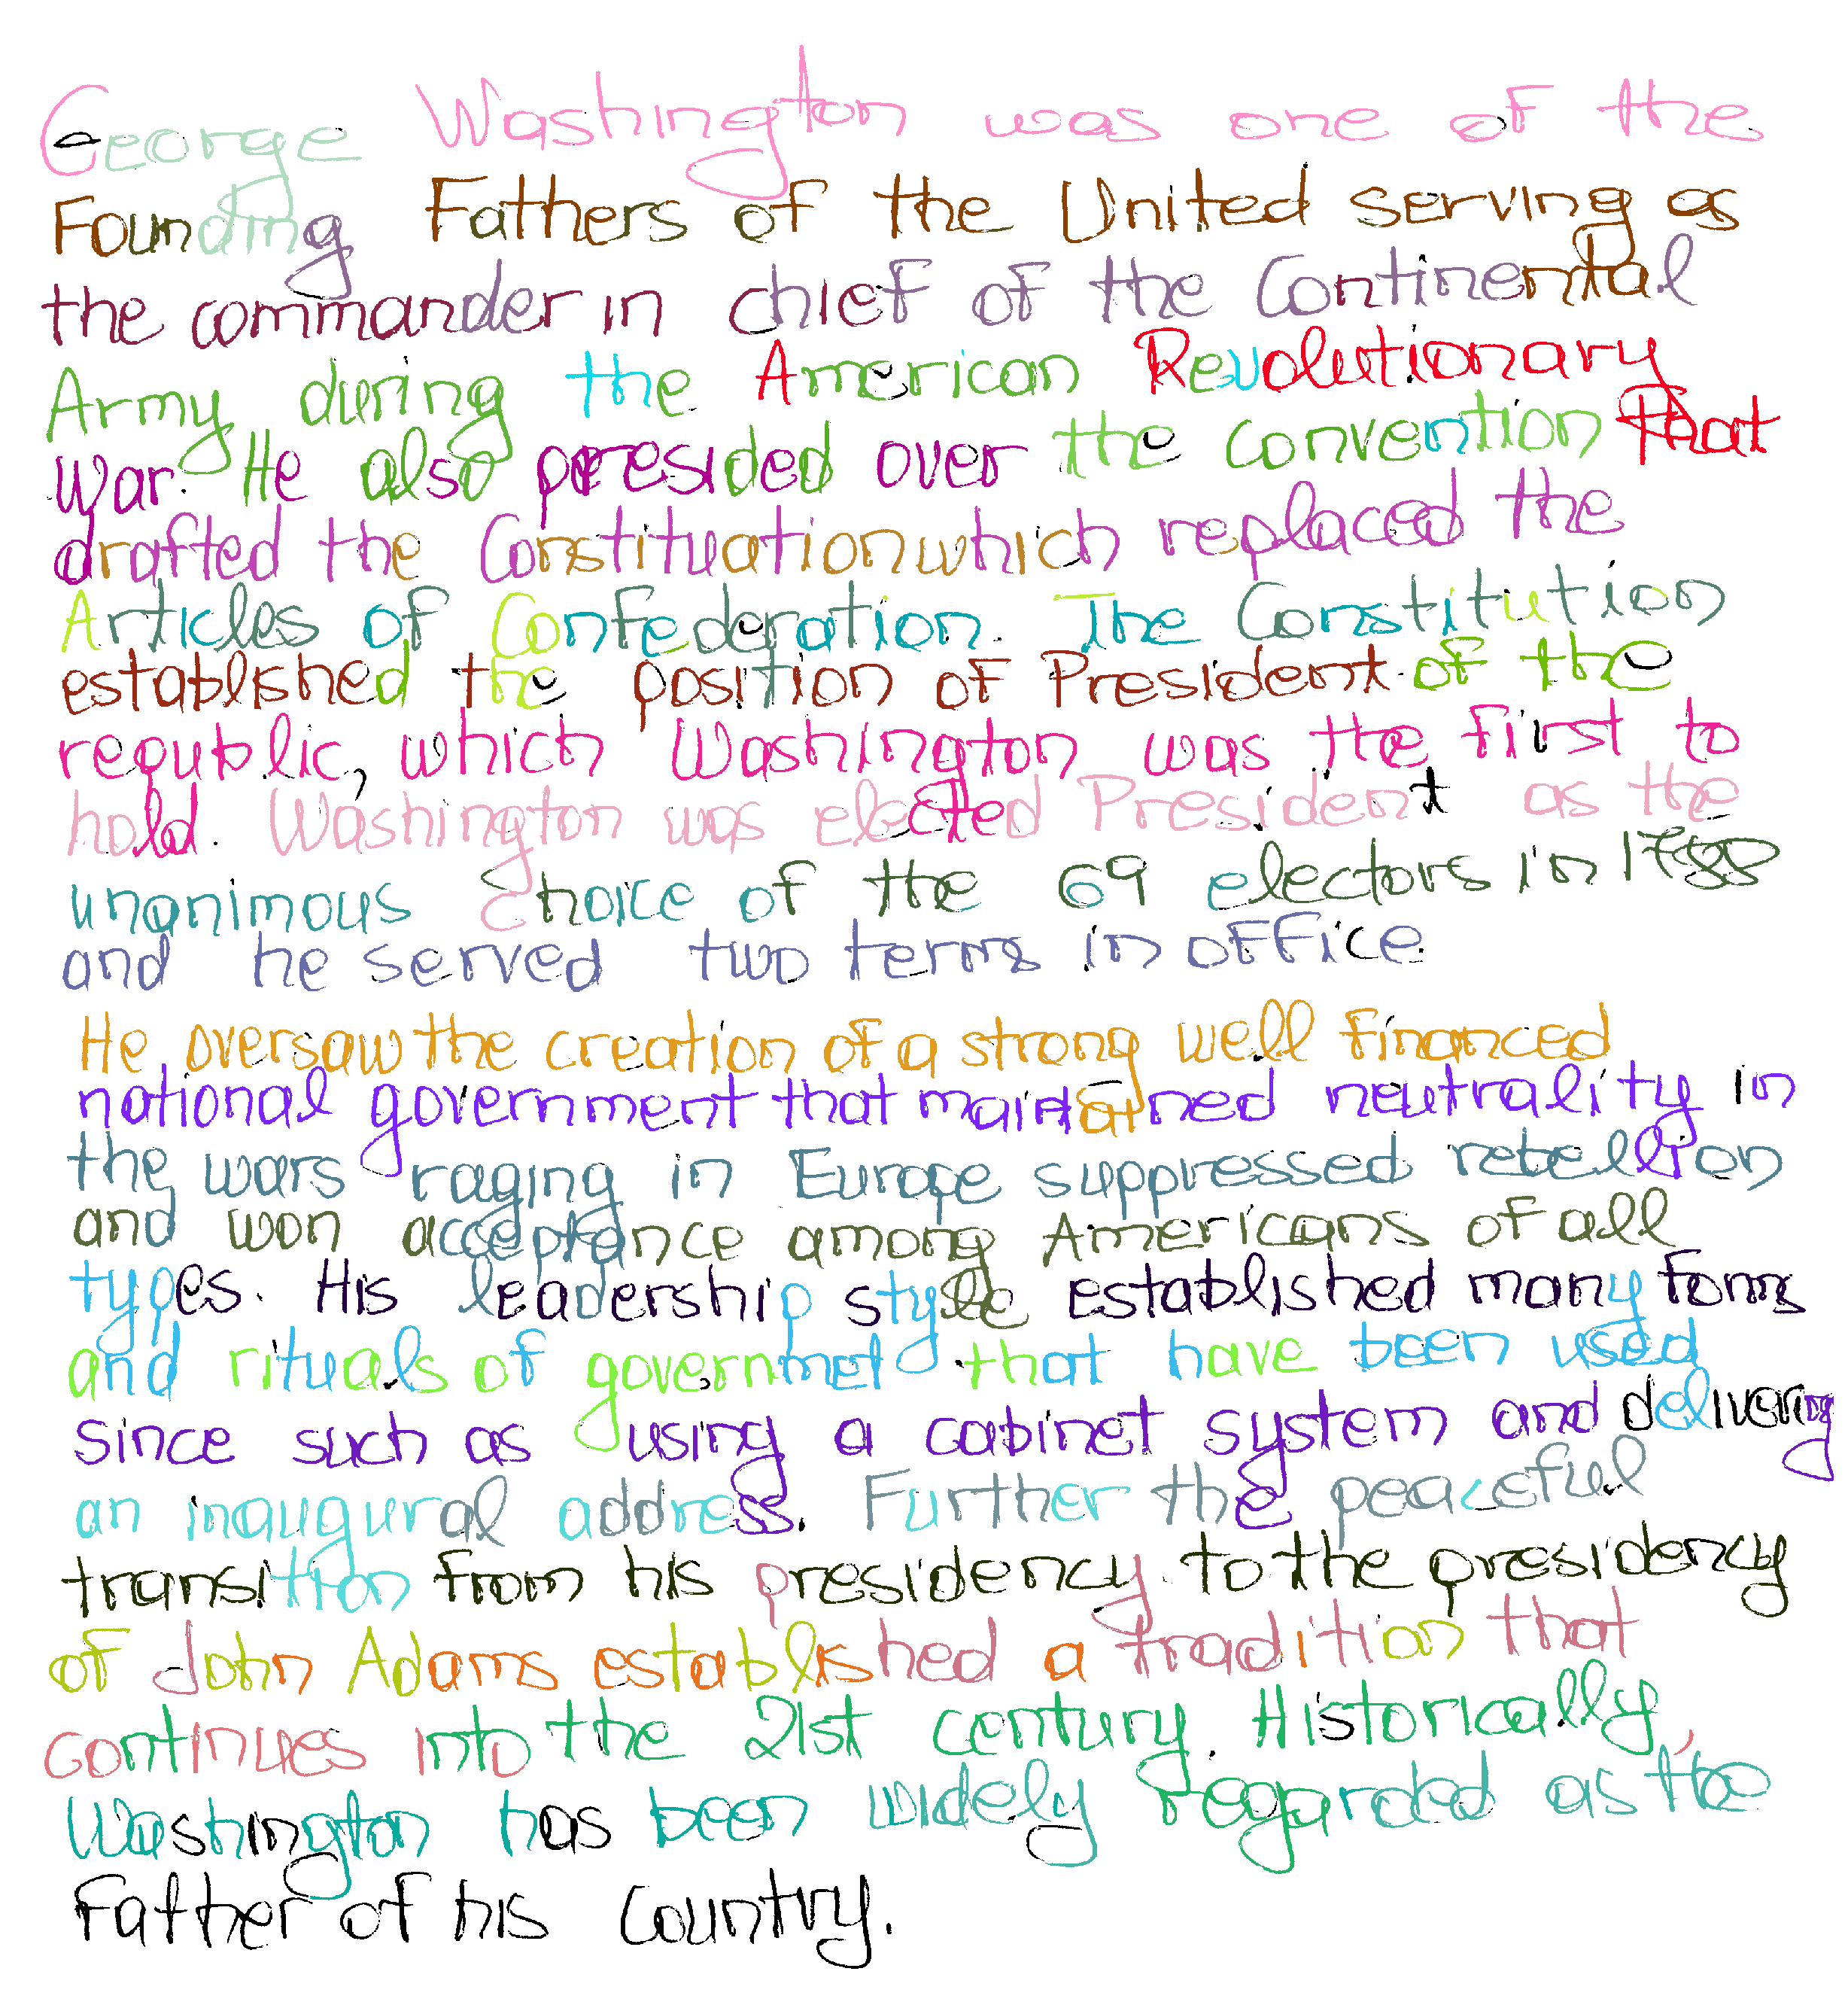 George Washington was one of the
Founding Fathers of the United serving as
the commander in chief of the Continental
Army during the American Revolutionary
War. He also presided over the convention that
drafted the Constituation which replaced the
Articles of Confederation. The Constitution
established the position of President of the
republic, which Washington was the first to
hold. Washington was elected President as the
unanimous choice of the 69 electors in 1788
and he served two terms in office.
He oversaw the creation of a strong well financed
national government that maintained neutrality in
the wars raging in Europe suppressed rebellion
and won acceptance among Americans of all
types. His leadership style established many forms
and rituals of governmet that have been used
since such as using a cabinet system and delivering
an inaugural address. Further the peaceful
transition from his presidency to the presidency
of John Adams established a tradition that
continues into the 21st century. Historically,
Washington has been widely regarded as the
Father of his country.